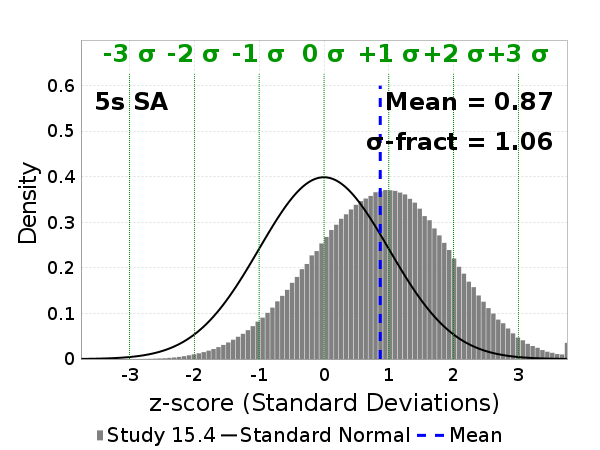 -3 σ -2 σ -1 σ 0 σ +1 σ +2 σ +3 σ
5s SA
Mean = 0.87
σ-fract = 1.06
0.6
0.5
0.4
0.3
0.2
0.1
0
Density
-3 -2 -1 0 1 2 3
z-score (Standard Deviations)
Study 15.4 Standard Normal Mean